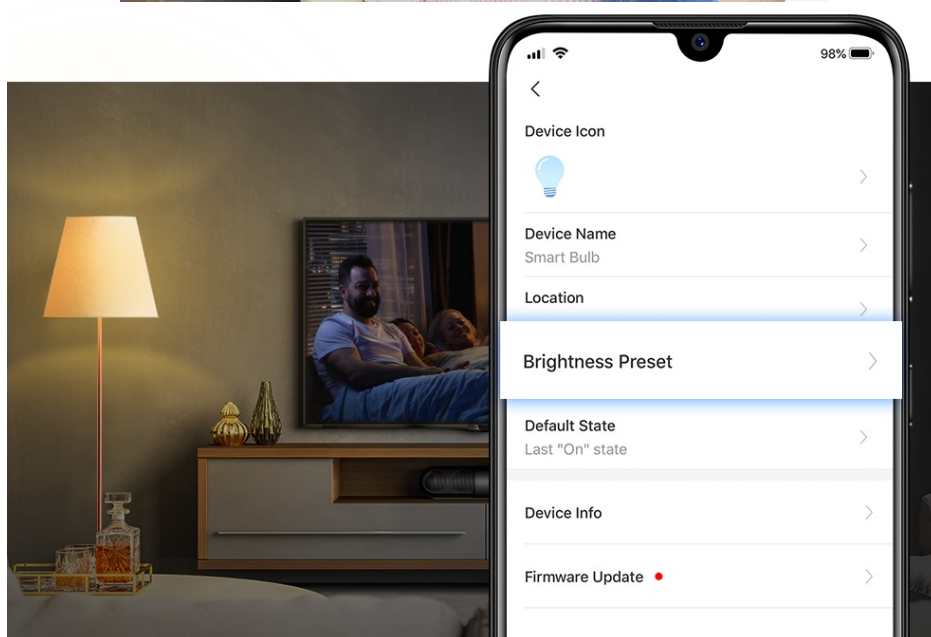 98%
Device Icon
Device Name
Smart Bulb
Location
Brightness Preset
Default State
Last "On" state
Device Info
Firmware Update